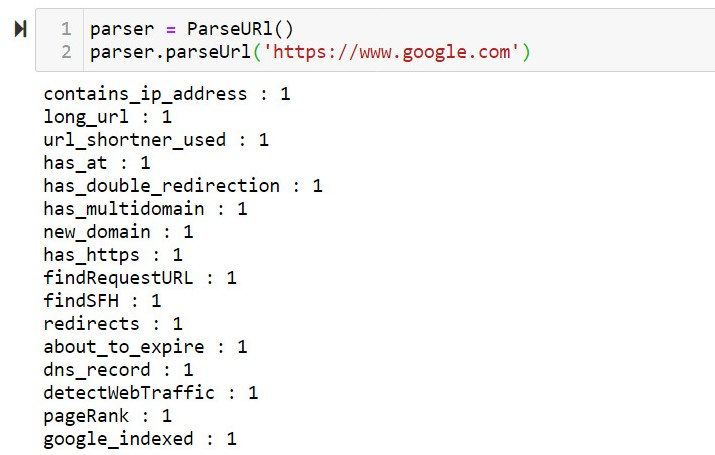 1 parser = ParseURl()
2 parser.parseUrl('https://www.google.com')
contains_ip_address : 1
long_url : 1
url_shortner_used : 1
has_at : 1
has_double_redirection : 1
has_multidomain : 1
new_domain : 1
has_https : 1
findRequestURL : 1
findSFH : 1
redirects : 1
about_to_expire : 1
dns_record : 1
detectWebTraffic : 1
pageRank : 1
google_indexed : 1